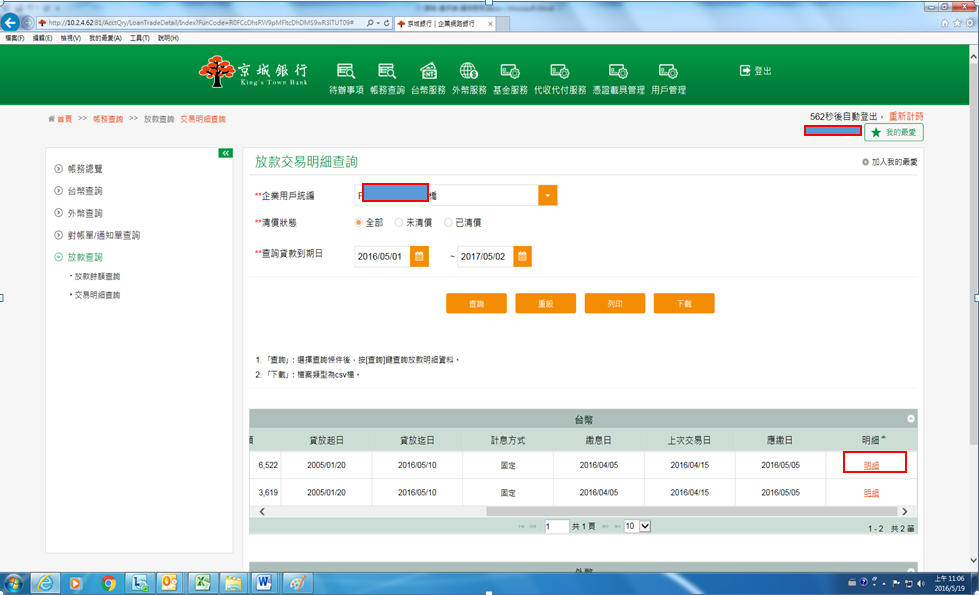 http://10.2.4.62:81/AcctQry/LoanTradeDetail/Index?FunCode=R0FCcDhsRVI9pMFltcDhDMS9wR3lTUT09#
京城銀行 | 企業網路銀行
檔案(F) 編輯(E) 檢視(V) 我的最愛(A) 工具(T) 說明(H)
京城銀行
King's Town Bank
待辦事項 帳務查詢 台幣服務 外幣服務 基金服務 代收代付服務 憑證載具管理 用戶管理
登出
首頁 >> 帳務查詢 >> 放款查詢 交易明細查詢
562秒後自動登出， 重新計時
我的最愛
帳務總覽
台幣查詢
外幣查詢
對帳單/通知單查詢
放款查詢
放款餘額查詢
交易明細查詢
放款交易明細查詢
加入我的最愛
**企業用戶統編
**清償狀態
全部 未清償 已清償
**查詢貸款到期日
2016/05/01 ~ 2017/05/02
查詢 重設 列印 下載
1. 「查詢」: 選擇查詢條件後，按[查詢]鍵查詢放款明細資料。
2. 「下載」: 檔案類型為csv檔。
台幣
貸放起日 貸放迄日 計息方式 繳息日 上次交易日 應繳日 明細
6,522 2005/01/20 2016/05/10 固定 2016/04/05 2016/04/15 2016/05/05 明細
3,619 2005/01/20 2016/05/10 固定 2016/04/05 2016/04/15 2016/05/05 明細
1 共 1 頁 10
1 - 2 共 2 筆
外幣
上午 11:06
2016/5/19